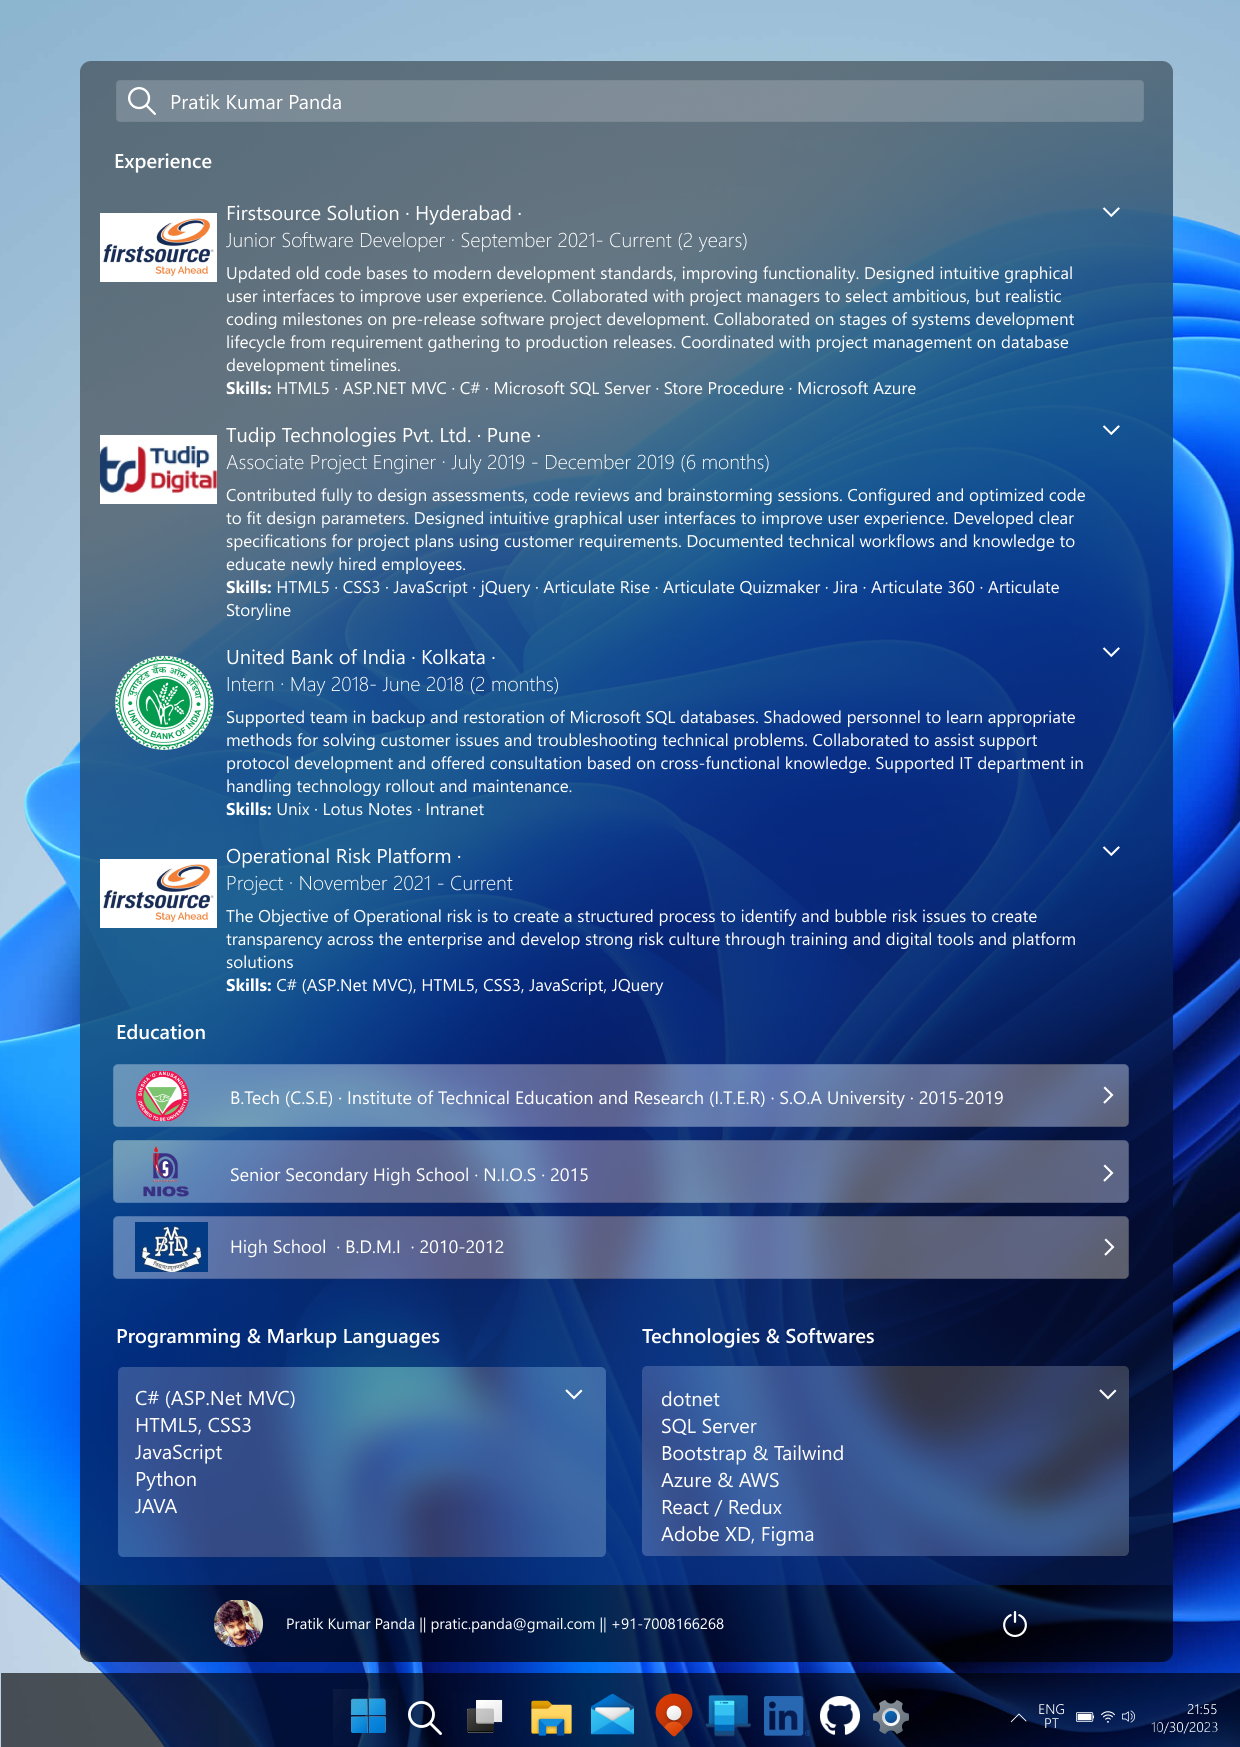 Pratik Kumar Panda
Experience
firstsource
Stay Ahead
Firstsource Solution · Hyderabad ·
Junior Software Developer · September 2021- Current (2 years)
Updated old code bases to modern development standards, improving functionality. Designed intuitive graphical
user interfaces to improve user experience. Collaborated with project managers to select ambitious, but realistic
coding milestones on pre-release software project development. Collaborated on stages of systems development
lifecycle from requirement gathering to production releases. Coordinated with project management on database
development timelines.
Skills: HTML5 · ASP.NET MVC · C# · Microsoft SQL Server · Store Procedure · Microsoft Azure
Tudip
Digital
Tudip Technologies Pvt. Ltd. · Pune ·
Associate Project Enginer · July 2019 - December 2019 (6 months)
Contributed fully to design assessments, code reviews and brainstorming sessions. Configured and optimized code
to fit design parameters. Designed intuitive graphical user interfaces to improve user experience. Developed clear
specifications for project plans using customer requirements. Documented technical workflows and knowledge to
educate newly hired employees.
Skills: HTML5 · CSS3 · JavaScript · jQuery · Articulate Rise · Articulate Quizmaker · Jira · Articulate 360 · Articulate
Storyline
यूनाइटेड बैंक ऑफ इंडिया
UNITED BANK OF INDIA
United Bank of India · Kolkata ·
Intern · May 2018- June 2018 (2 months)
Supported team in backup and restoration of Microsoft SQL databases. Shadowed personnel to learn appropriate
methods for solving customer issues and troubleshooting technical problems. Collaborated to assist support
protocol development and offered consultation based on cross-functional knowledge. Supported IT department in
handling technology rollout and maintenance.
Skills: Unix · Lotus Notes · Intranet
firstsource
Stay Ahead
Operational Risk Platform ·
Project · November 2021 - Current
The Objective of Operational risk is to create a structured process to identify and bubble risk issues to create
transparency across the enterprise and develop strong risk culture through training and digital tools and platform
solutions
Skills: C# (ASP.Net MVC), HTML5, CSS3, JavaScript, JQuery
Education
B.Tech (C.S.E) · Institute of Technical Education and Research (I.T.E.R) · S.O.A University · 2015-2019
NIOS
Senior Secondary High School · N.I.O.S · 2015
High School · B.D.M.I · 2010-2012
Programming & Markup Languages
C# (ASP.Net MVC)
HTML5, CSS3
JavaScript
Python
JAVA
Technologies & Softwares
dotnet
SQL Server
Bootstrap & Tailwind
Azure & AWS
React / Redux
Adobe XD, Figma
Pratik Kumar Panda || pratic.panda@gmail.com || +91-7008166268
in
ENG
PT
21:55
10/30/2023